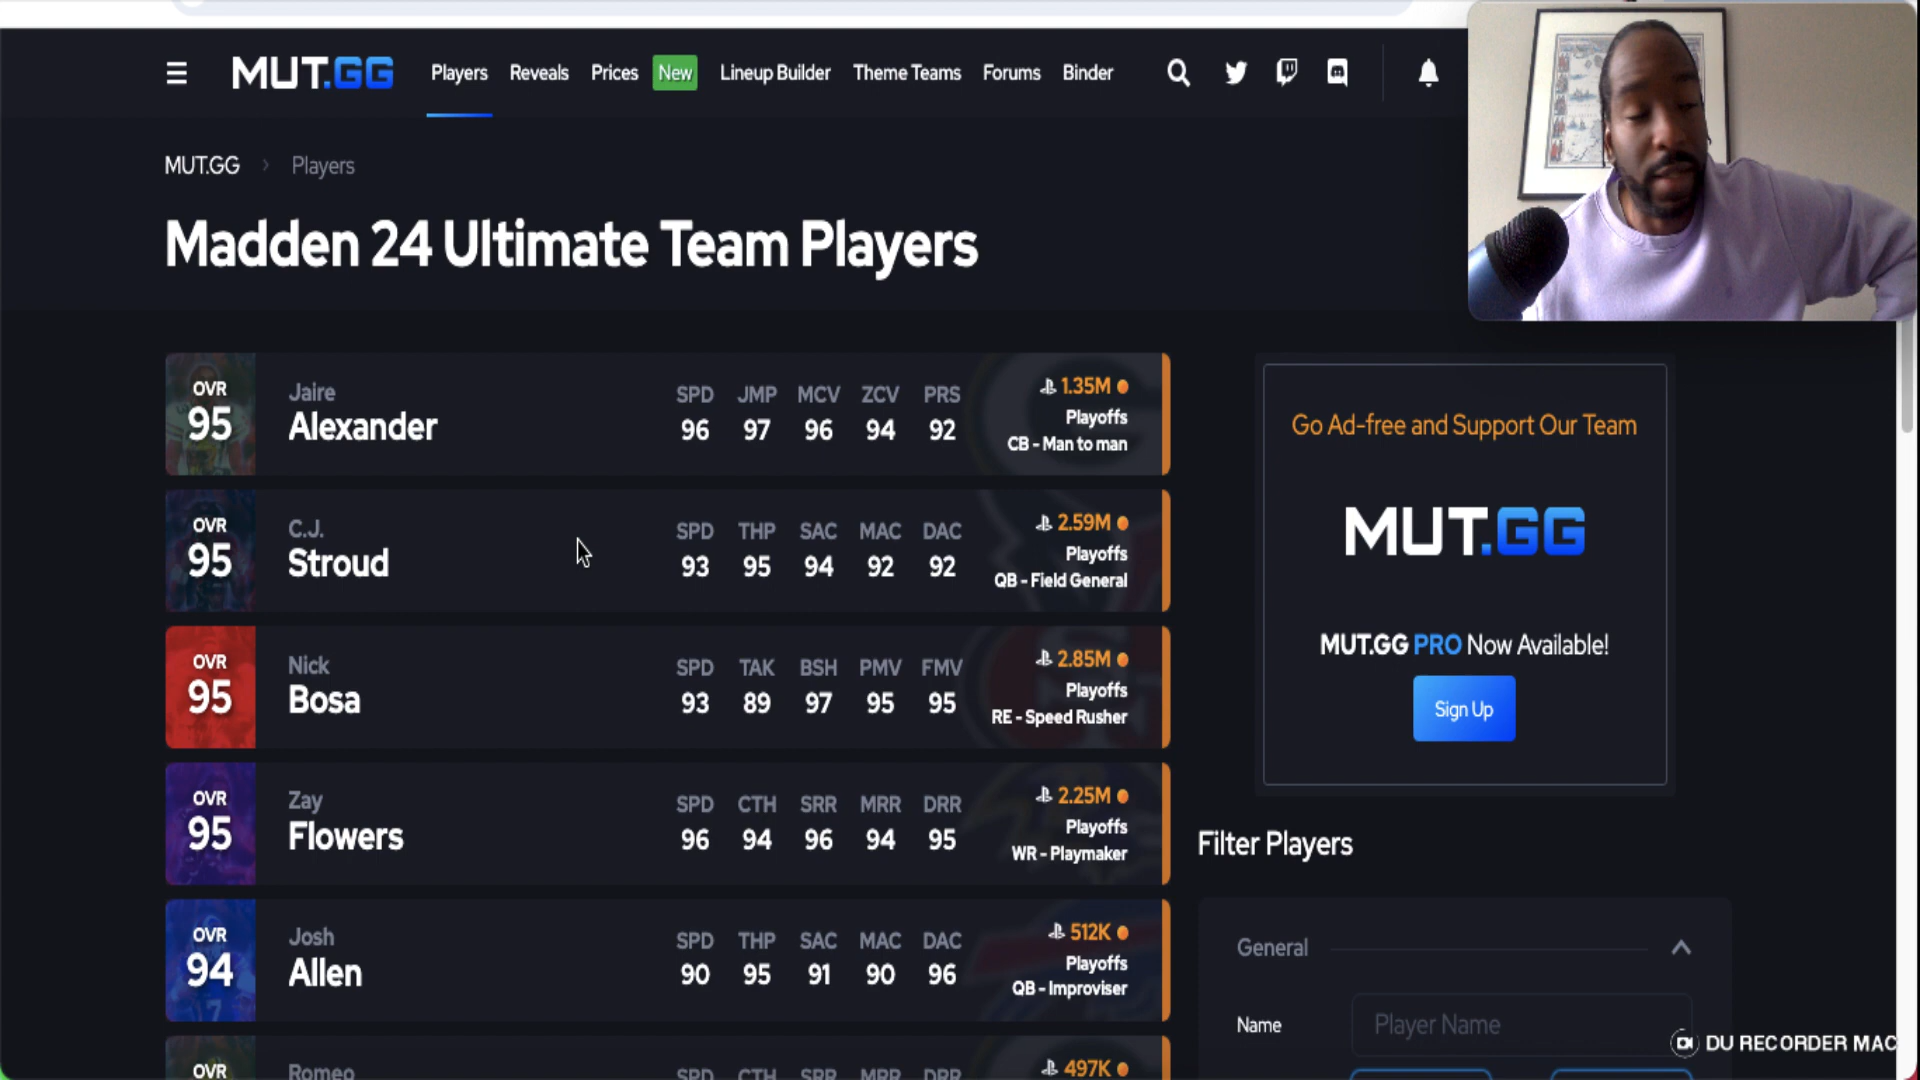 MUT.GG
Players
Reveals
Prices
New
Lineup Builder
Theme Teams
Forums
Binder
MUT.GG > Players
Madden 24 Ultimate Team Players
OVR
95
Jaire
Alexander
SPD JMP MCV ZCV PRS
96 97 96 94 92
1.35M
Playoffs
CB - Man to man
OVR
95
C.J.
Stroud
SPD THP SAC MAC DAC
93 95 94 92 92
2.59M
Playoffs
QB - Field General
OVR
95
Nick
Bosa
SPD TAK BSH PMV FMV
93 89 97 95 95
2.85M
Playoffs
RE - Speed Rusher
OVR
95
Zay
Flowers
SPD CTH SRR MRR DRR
96 94 96 94 95
2.25M
Playoffs
WR - Playmaker
OVR
94
Josh
Allen
SPD THP SAC MAC DAC
90 95 91 90 96
512K
Playoffs
QB - Improviser
OVR
Romeo
SPD CTH SRR MRR DRR
497K
Go Ad-free and Support Our Team
MUT.GG
MUT.GG PRO Now Available!
Sign Up
Filter Players
General
Name
Player Name
DU RECORDER MAC